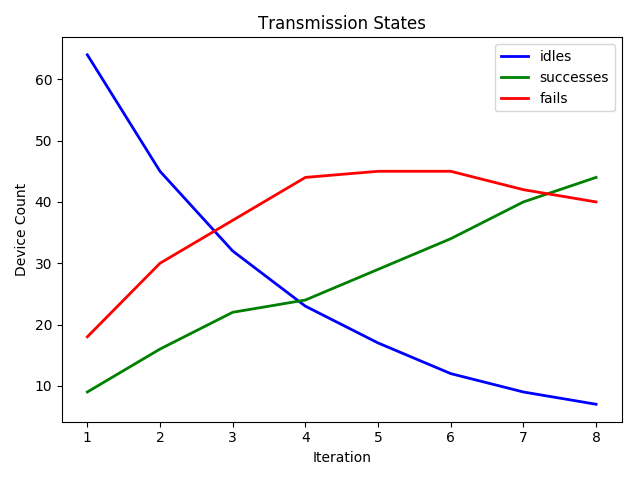 Transmission States
idles
successes
fails
60
50
40
30
20
10
Device Count
1 2 3 4 5 6 7 8
Iteration